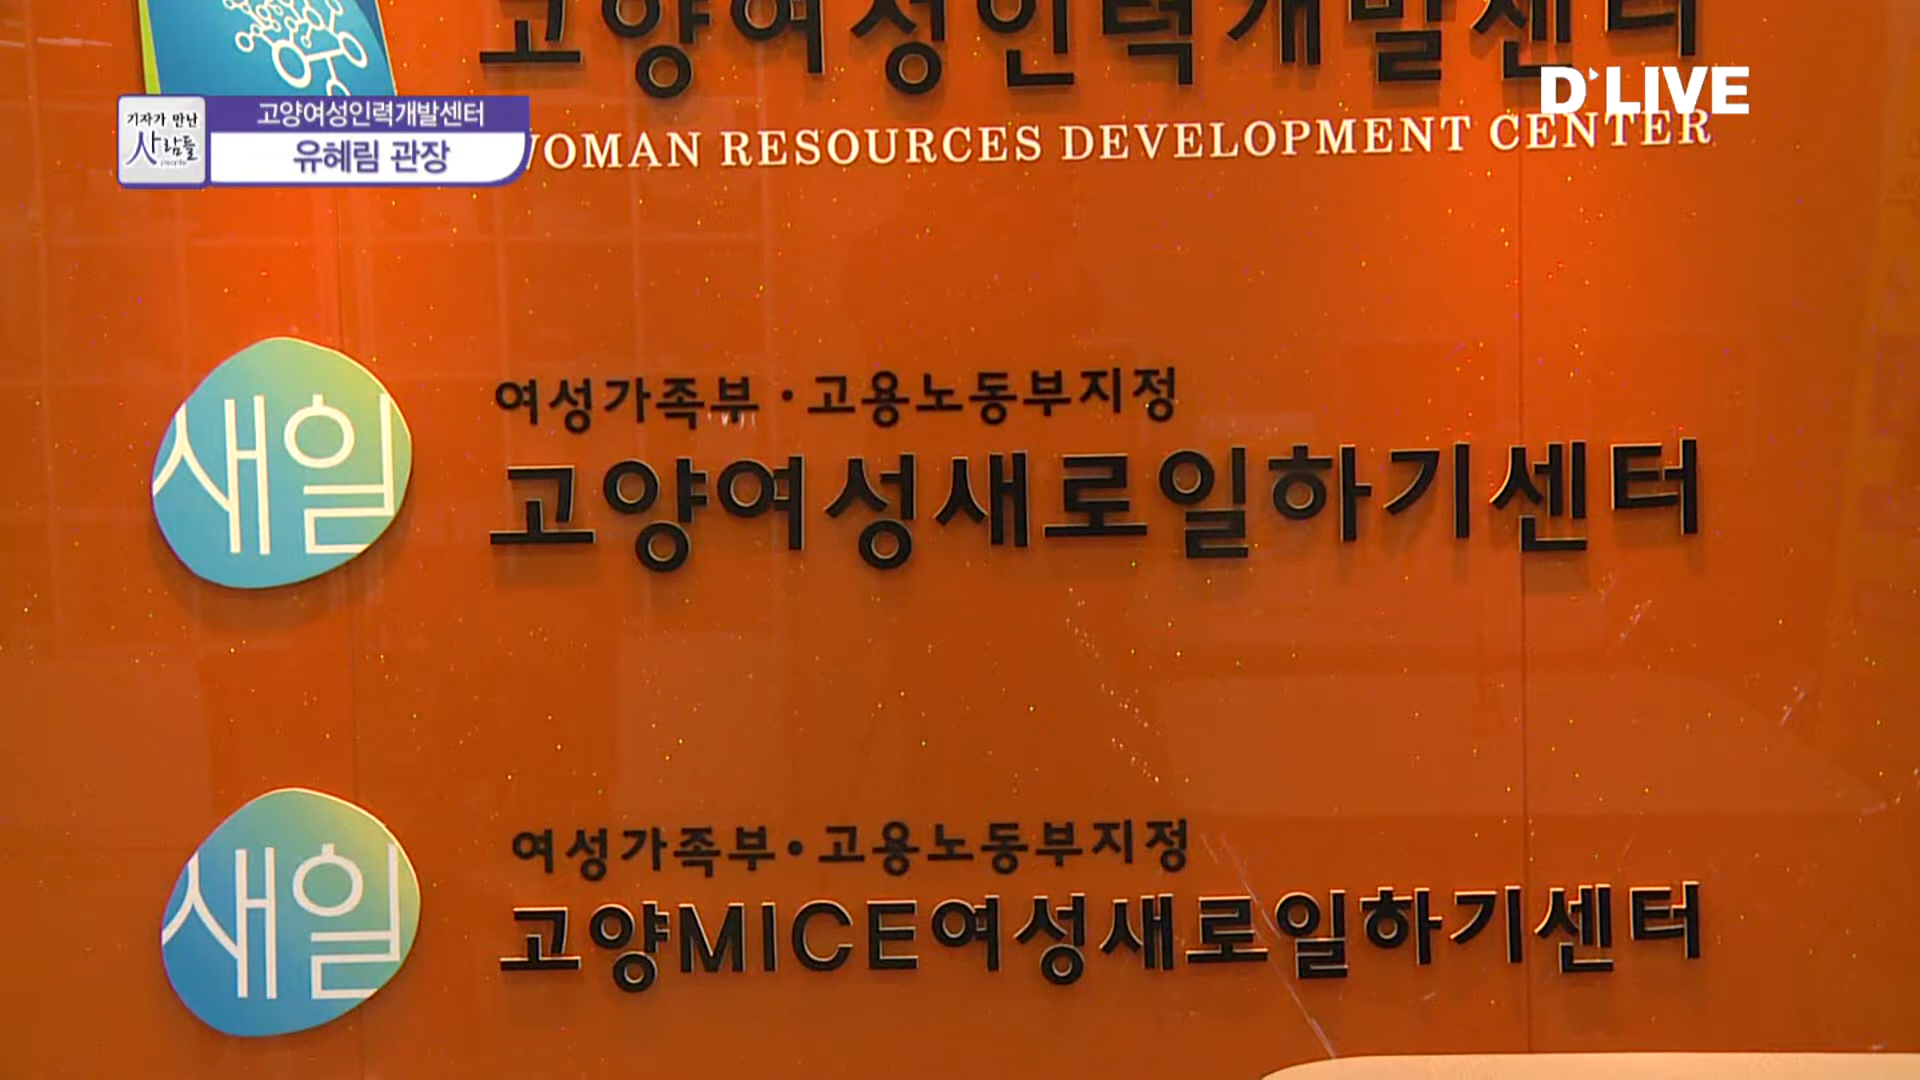 고양여성인력개발센터
D'LIVE
기자가 만난
사람들
people
고양여성인력개발센터
유혜림 관장
WOMAN RESOURCES DEVELOPMENT CENTER
새일
여성가족부·고용노동부지정
고양여성새로일하기센터
새일
여성가족부·고용노동부지정
고양MICE여성새로일하기센터